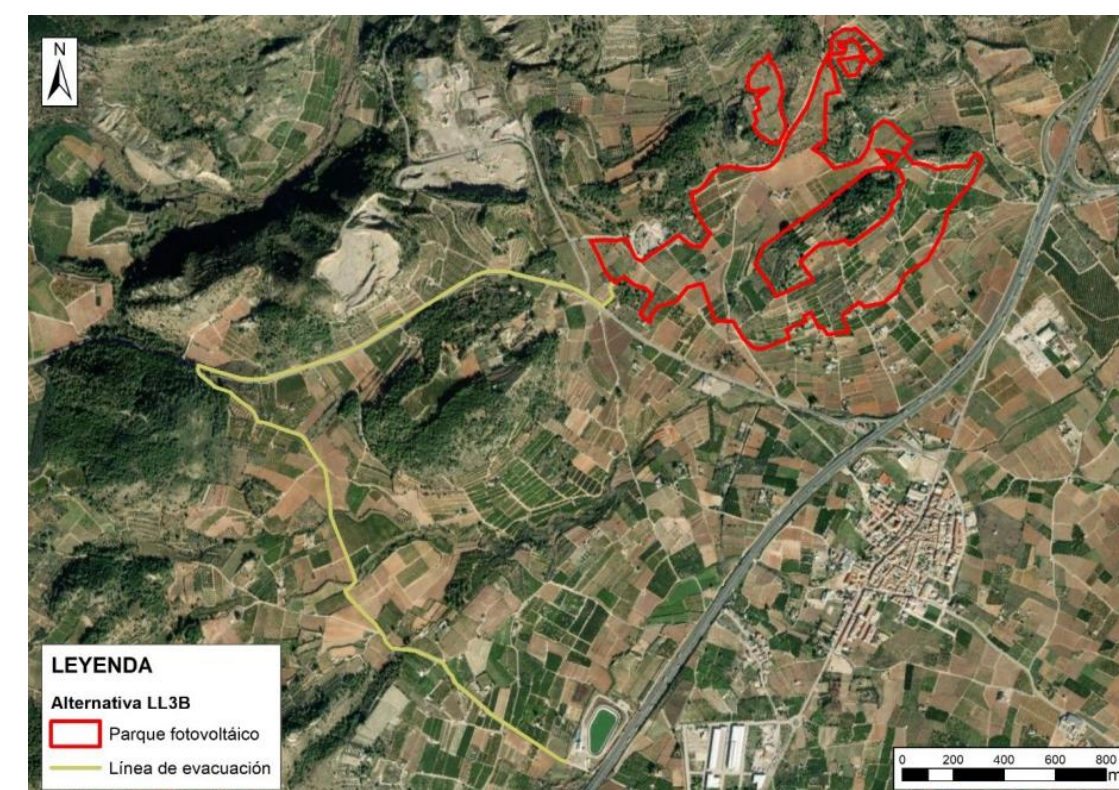 N
LEYENDA
Alternativa LL3B
Parque fotovoltáico
Línea de evacuación
0 200 400 600 800
m